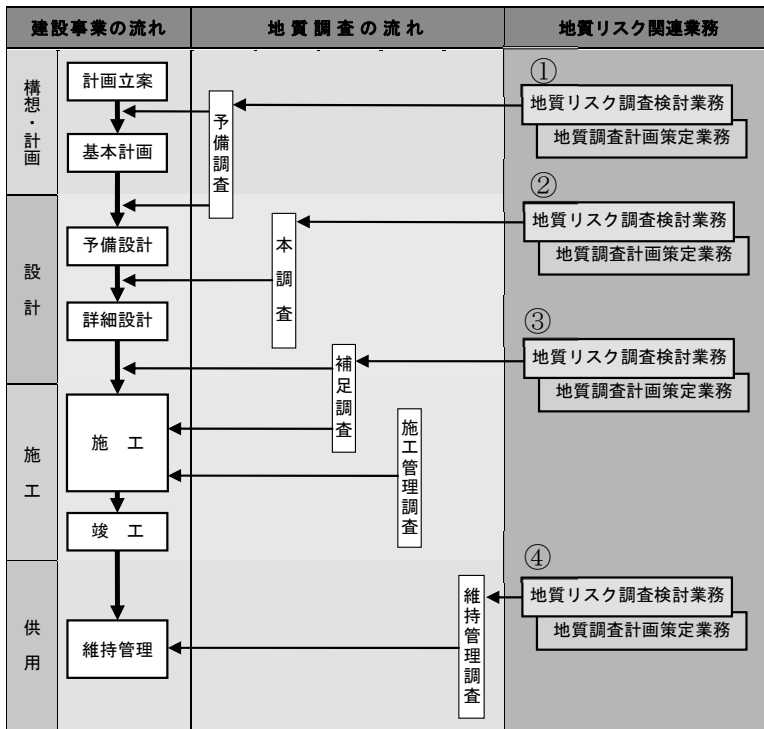 建設事業の流れ
地質調査の流れ
地質リスク関連業務
構想・計画
計画立案
基本計画
予備調査
①
地質リスク調査検討業務
地質調査計画策定業務
設計
予備設計
詳細設計
本調査
②
地質リスク調査検討業務
地質調査計画策定業務
補足調査
③
地質リスク調査検討業務
地質調査計画策定業務
施工
施 工
竣 工
施工管理調査
供用
維持管理
維持管理調査
④
地質リスク調査検討業務
地質調査計画策定業務